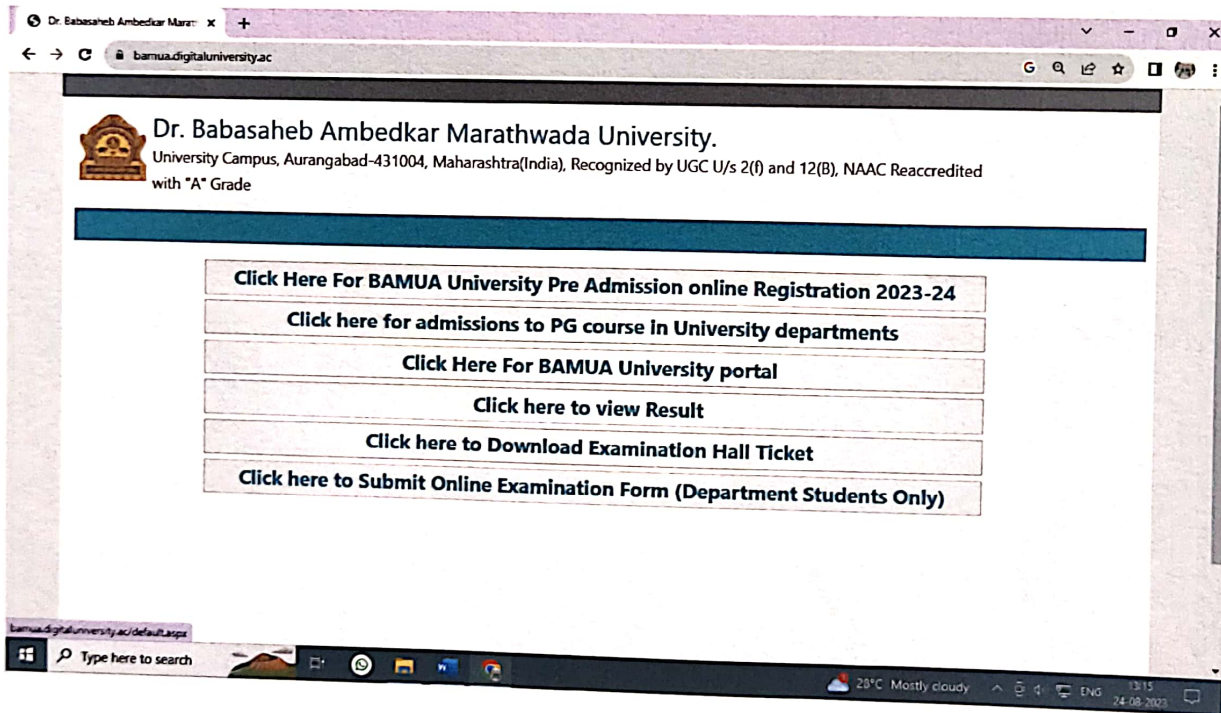 Dr. Babasaheb Ambedkar Marat
bamua.digitaluniversity.ac
Dr. Babasaheb Ambedkar Marathwada University.
University Campus, Aurangabad-431004, Maharashtra(India), Recognized by UGC U/s 2(f) and 12(B), NAAC Reaccredited
with "A" Grade
Click Here For BAMUA University Pre Admission online Registration 2023-24
Click here for admissions to PG course in University departments
Click Here For BAMUA University portal
Click here to view Result
Click here to Download Examination Hall Ticket
Click here to Submit Online Examination Form (Department Students Only)
bamua.digitaluniversity.ac/default.aspx
Type here to search
28°C Mostly cloudy
ENG
13:15
24-08-2023